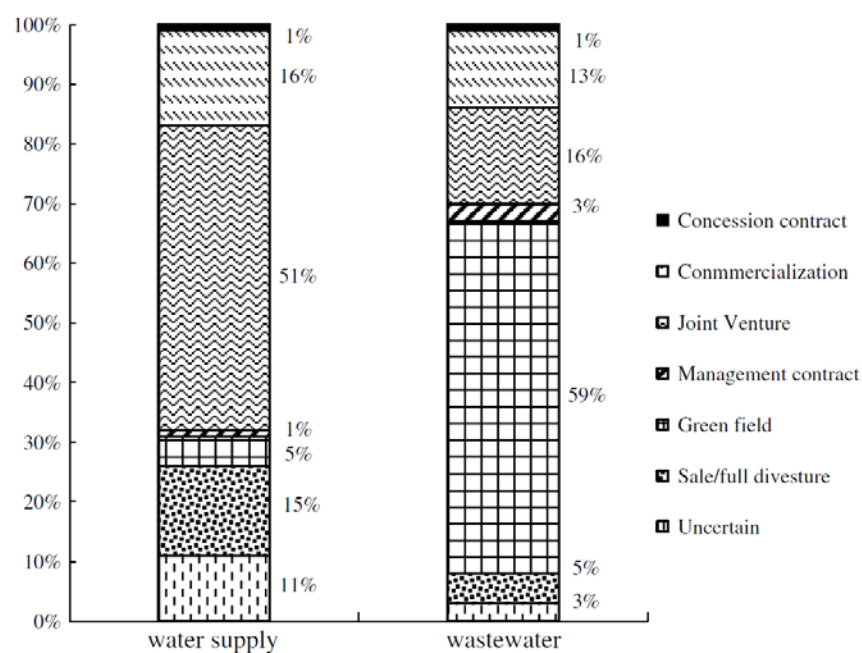 100%
90%
80%
70%
60%
50%
40%
30%
20%
10%
0%
1%
16%
51%
1%
5%
15%
11%
1%
13%
16%
3%
59%
5%
3%
water supply
wastewater
Concession contract
Conmmercialization
Joint Venture
Management contract
Green field
Sale/full divesture
Uncertain